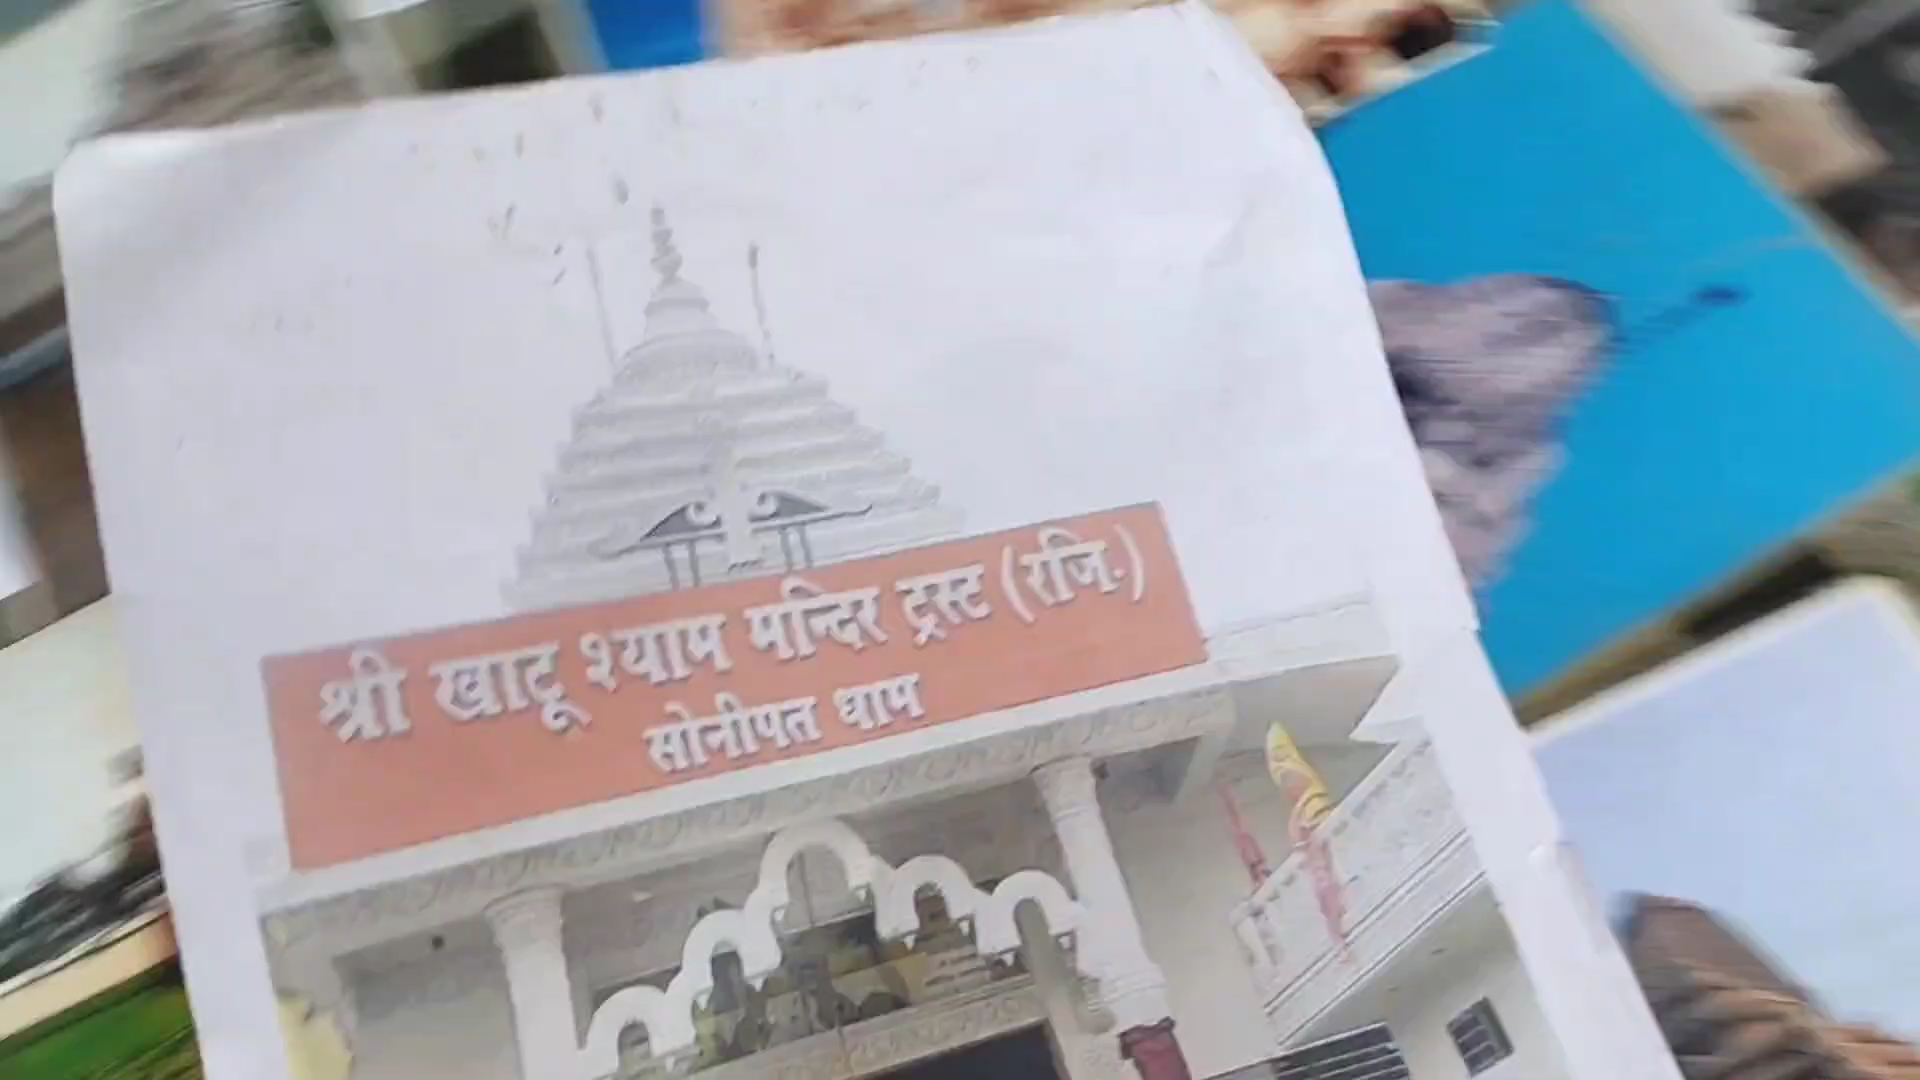 श्री खाटू श्याम मन्दिर ट्रस्ट (रजि.)
सोनीपत धाम